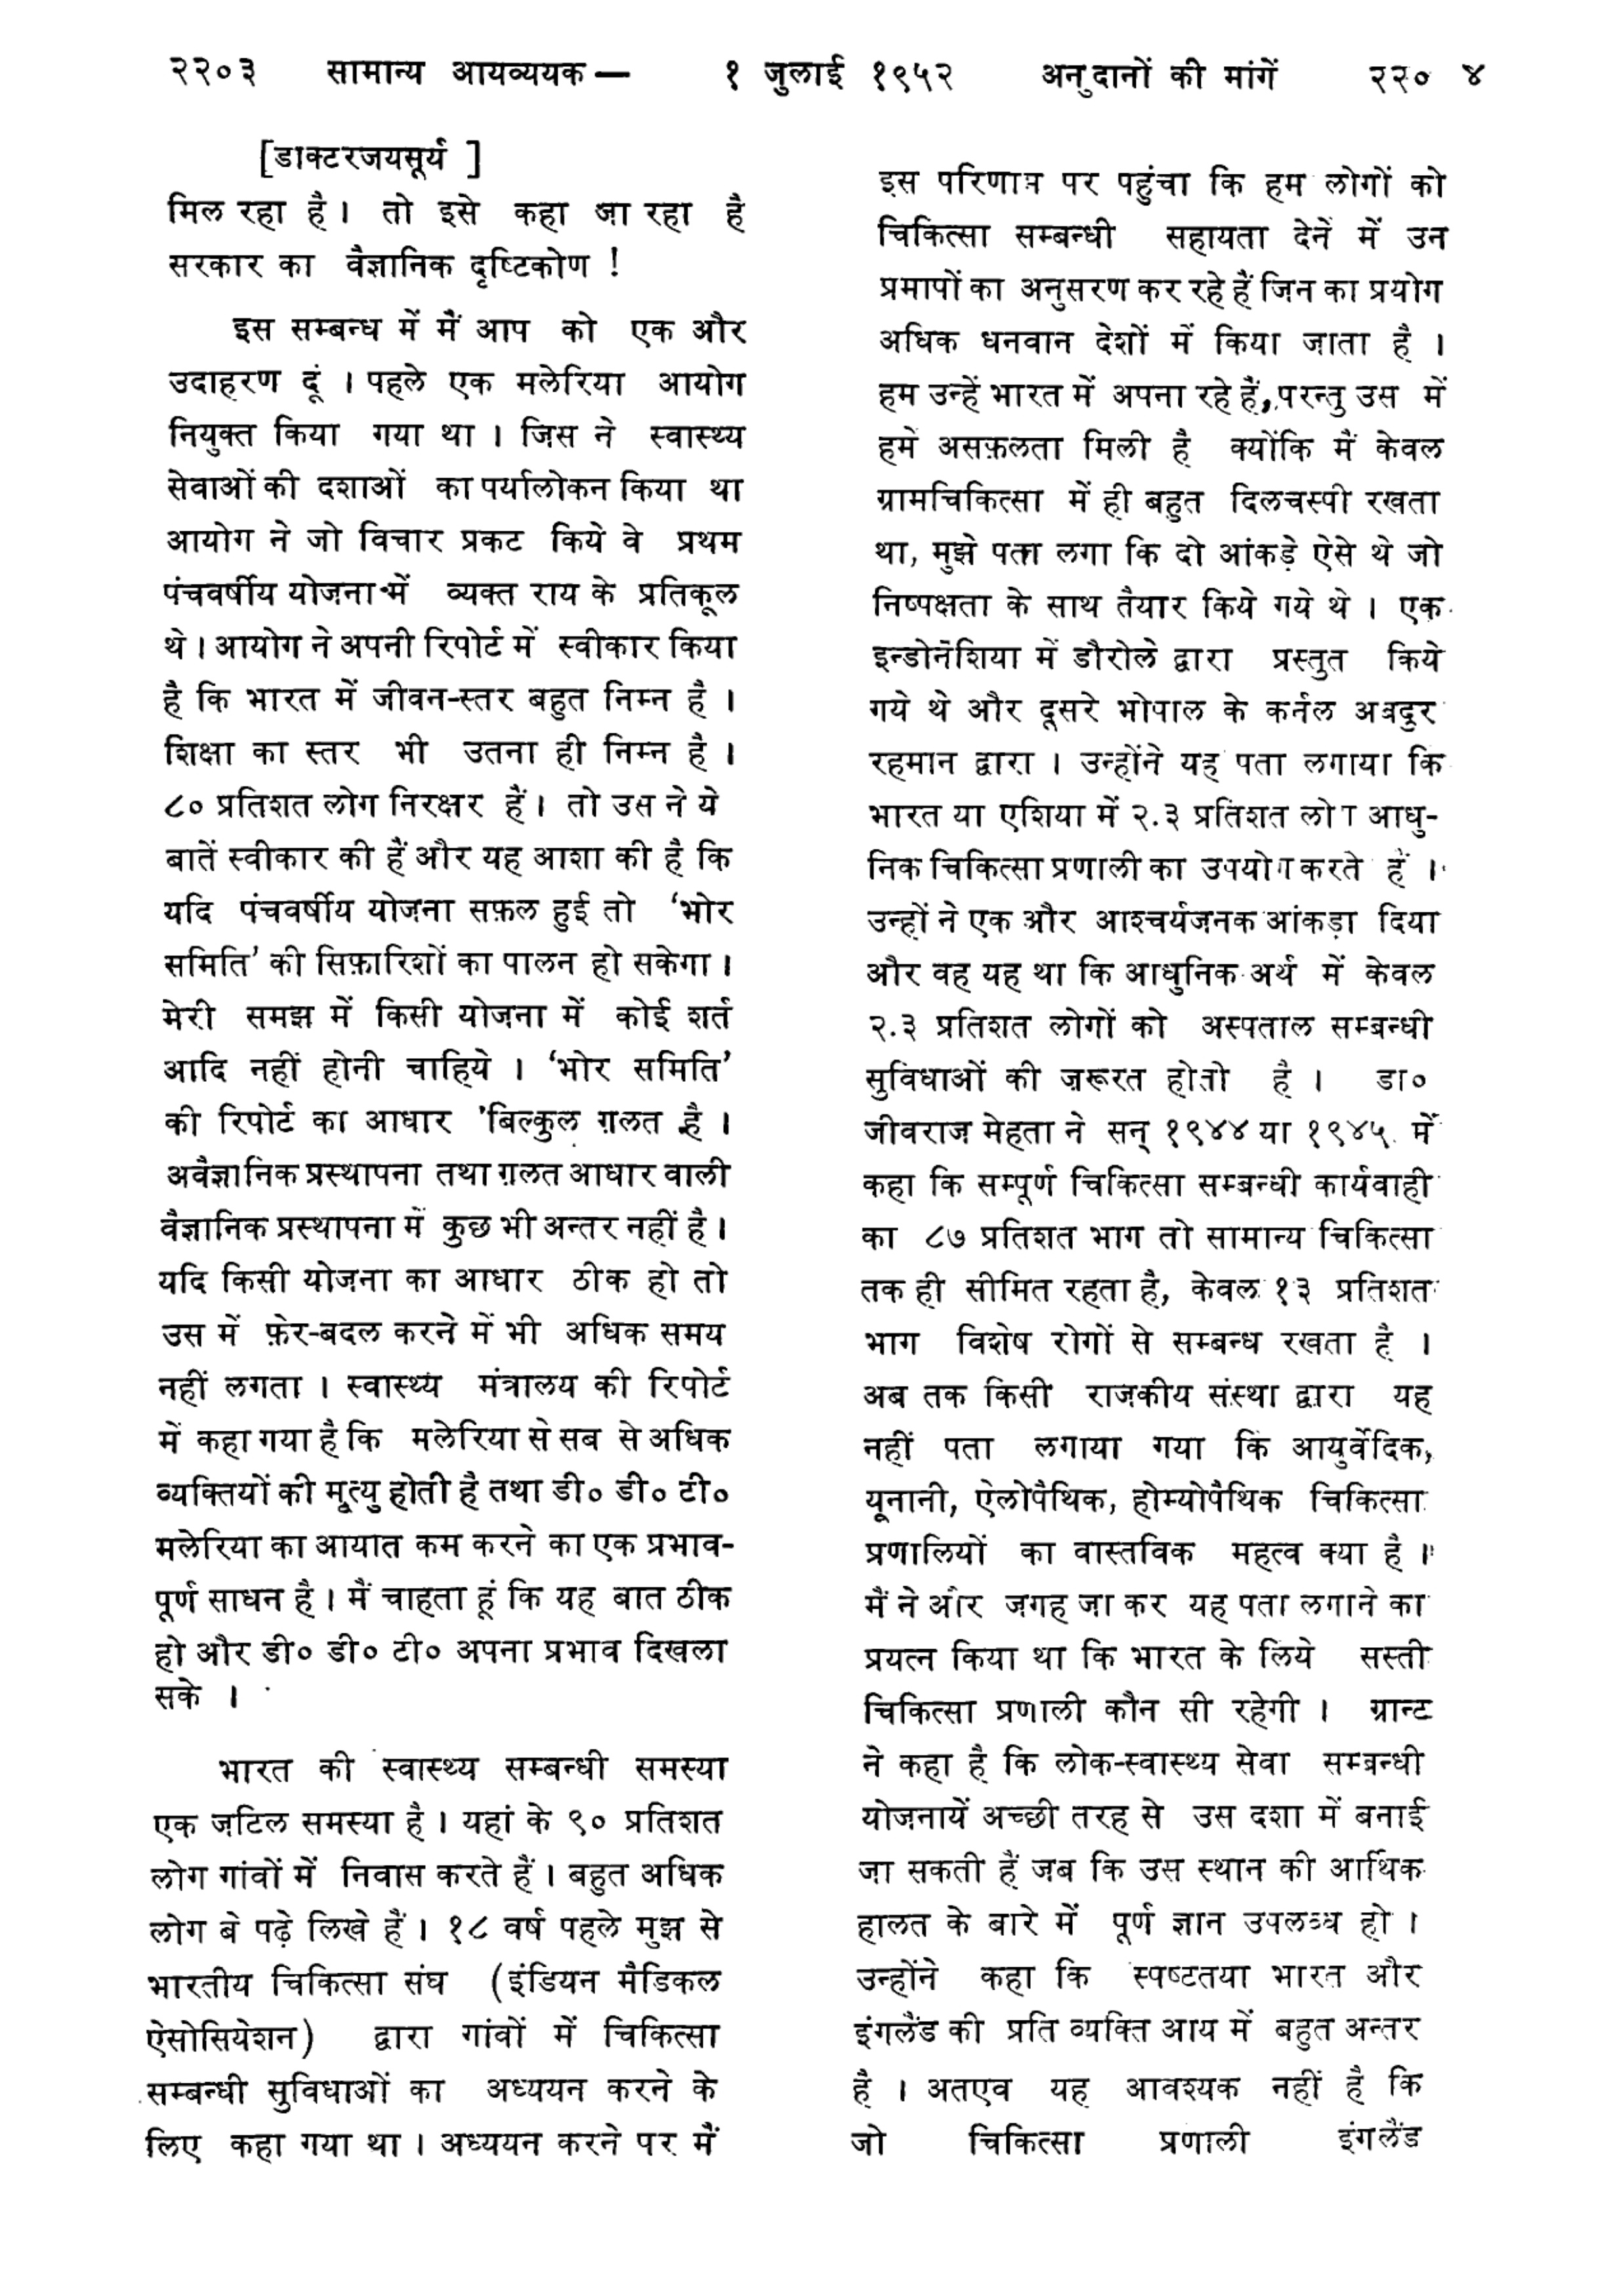 २२०३ सामान्य आयव्ययक— १ जुलाई १९५२ अनुदानों की मांगें २२० ४
[डाक्टरजयसूर्य ]
मिल रहा है। तो इसे कहा जा रहा है
सरकार का वैज्ञानिक दृष्टिकोण !
इस सम्बन्ध में मैं आप को एक और
उदाहरण दूं । पहले एक मलेरिया आयोग
नियुक्त किया गया था । जिस ने स्वास्थ्य
सेवाओं की दशाओं का पर्यालोकन किया था
आयोग ने जो विचार प्रकट किये वे प्रथम
पंचवर्षीय योजना में व्यक्त राय के प्रतिकूल
थे । आयोग ने अपनी रिपोर्ट में स्वीकार किया
है कि भारत में जीवन-स्तर बहुत निम्न है ।
शिक्षा का स्तर भी उतना ही निम्न है ।
८० प्रतिशत लोग निरक्षर हैं। तो उस ने ये
बातें स्वीकार की हैं और यह आशा की है कि
यदि पंचवर्षीय योजना सफ़ल हुई तो ‘भोर
समिति’ की सिफ़ारिशों का पालन हो सकेगा ।
मेरी समझ में किसी योजना में कोई शर्त
आदि नहीं होनी चाहिये । ‘भोर समिति’
की रिपोर्ट का आधार बिल्कुल ग़लत है ।
अवैज्ञानिक प्रस्थापना तथा ग़लत आधार वाली
वैज्ञानिक प्रस्थापना में कुछ भी अन्तर नहीं है ।
यदि किसी योजना का आधार ठीक हो तो
उस में फ़ेर-बदल करने में भी अधिक समय
नहीं लगता । स्वास्थ्य मंत्रालय की रिपोर्ट
में कहा गया है कि मलेरिया से सब से अधिक
व्यक्तियों की मृत्यु होती है तथा डी० डी० टी०
मलेरिया का आयात कम करने का एक प्रभाव-
पूर्ण साधन है । मैं चाहता हूं कि यह बात ठीक
हो और डी० डी० टी० अपना प्रभाव दिखला
सके ।
भारत की स्वास्थ्य सम्बन्धी समस्या
एक जटिल समस्या है । यहां के ९० प्रतिशत
लोग गांवों में निवास करते हैं । बहुत अधिक
लोग बे पढ़े लिखे हैं । १८ वर्ष पहले मुझ से
भारतीय चिकित्सा संघ (इंडियन मैडिकल
ऐसोसियेशन) द्वारा गांवों में चिकित्सा
सम्बन्धी सुविधाओं का अध्ययन करने के
लिए कहा गया था । अध्ययन करने पर मैं
इस परिणाम पर पहुंचा कि हम लोगों को
चिकित्सा सम्बन्धी सहायता देनें में उन
प्रमापों का अनुसरण कर रहे हैं जिन का प्रयोग
अधिक धनवान देशों में किया जाता है ।
हम उन्हें भारत में अपना रहे हैं, परन्तु उस में
हमें असफ़लता मिली है क्योंकि मैं केवल
ग्रामचिकित्सा में ही बहुत दिलचस्पी रखता
था, मुझे पता लगा कि दो आंकड़े ऐसे थे जो
निष्पक्षता के साथ तैयार किये गये थे । एक
इन्डोनेशिया में डौरोले द्वारा प्रस्तुत किये
गये थे और दूसरे भोपाल के कर्नल अबदुर
रहमान द्वारा । उन्होंने यह पता लगाया कि
भारत या एशिया में २.३ प्रतिशत लोग आधु-
निक चिकित्सा प्रणाली का उपयोग करते हैं ।
उन्हों ने एक और आश्चर्यजनक आंकड़ा दिया
और वह यह था कि आधुनिक अर्थ में केवल
२.३ प्रतिशत लोगों को अस्पताल सम्बन्धी
सुविधाओं की ज़रूरत होती है । डा०
जीवराज मेहता ने सन् १९४४ या १९४५ में
कहा कि सम्पूर्ण चिकित्सा सम्बन्धी कार्यवाही
का ८७ प्रतिशत भाग तो सामान्य चिकित्सा
तक ही सीमित रहता है, केवल १३ प्रतिशत
भाग विशेष रोगों से सम्बन्ध रखता है ।
अब तक किसी राजकीय संस्था द्वारा यह
नहीं पता लगाया गया कि आयुर्वेदिक,
यूनानी, ऐलोपैथिक, होम्योपैथिक चिकित्सा
प्रणालियों का वास्तविक महत्व क्या है ।
मैं ने और जगह जा कर यह पता लगाने का
प्रयत्न किया था कि भारत के लिये सस्ती
चिकित्सा प्रणाली कौन सी रहेगी । ग्रान्ट
ने कहा है कि लोक-स्वास्थ्य सेवा सम्बन्धी
योजनायें अच्छी तरह से उस दशा में बनाई
जा सकती हैं जब कि उस स्थान की आर्थिक
हालत के बारे में पूर्ण ज्ञान उपलब्ध हो ।
उन्होंने कहा कि स्पष्टतया भारत और
इंगलैंड की प्रति व्यक्ति आय में बहुत अन्तर
है । अतएव यह आवश्यक नहीं है कि
जो चिकित्सा प्रणाली इंगलैंड